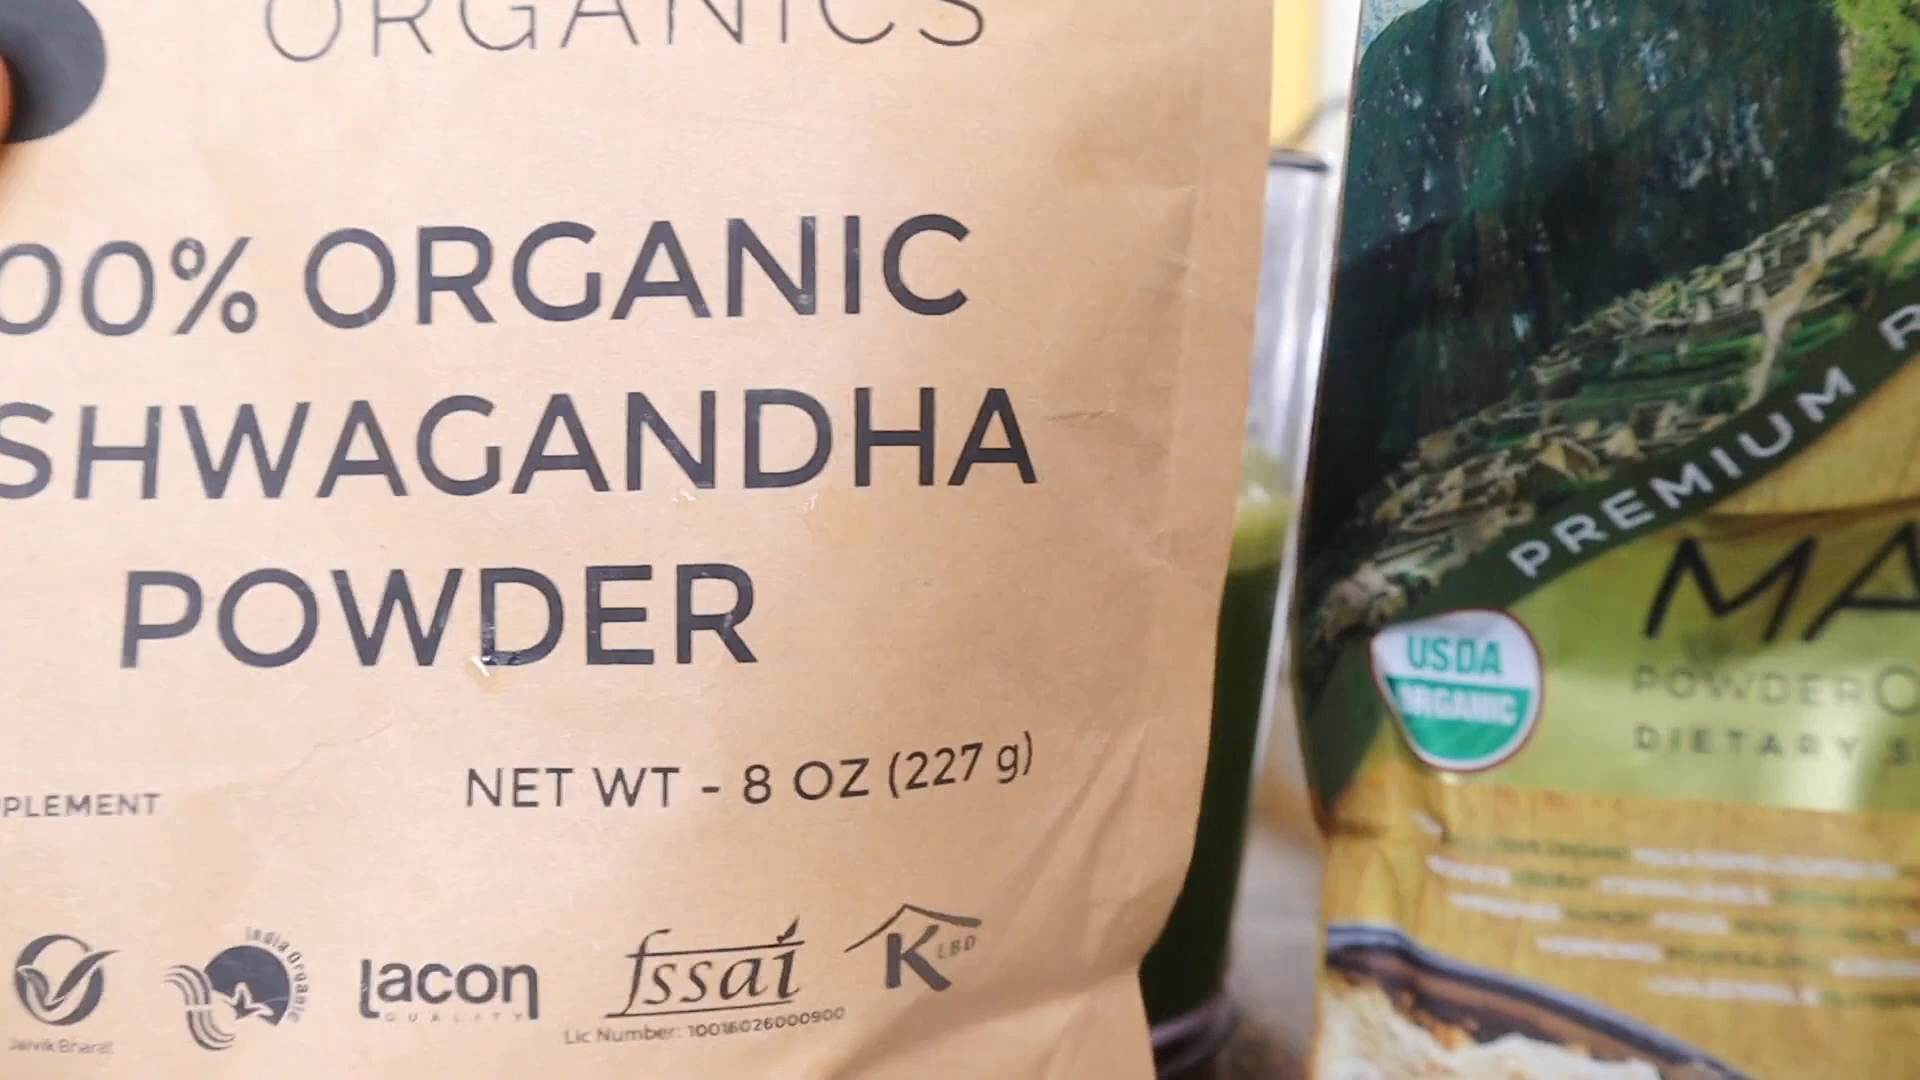 ORGANICS
00% ORGANIC
SHWAGANDHA
POWDER
PPLEMENT
NET WT - 8 OZ (227 g)
Jaivik Bharat
India Organic
lacon
QUALITY
fssai
Lic Number: 10016026000900
K LBD
PREMIUM R
MA
USDA
ORGANIC
POWDER O
DIETARY S